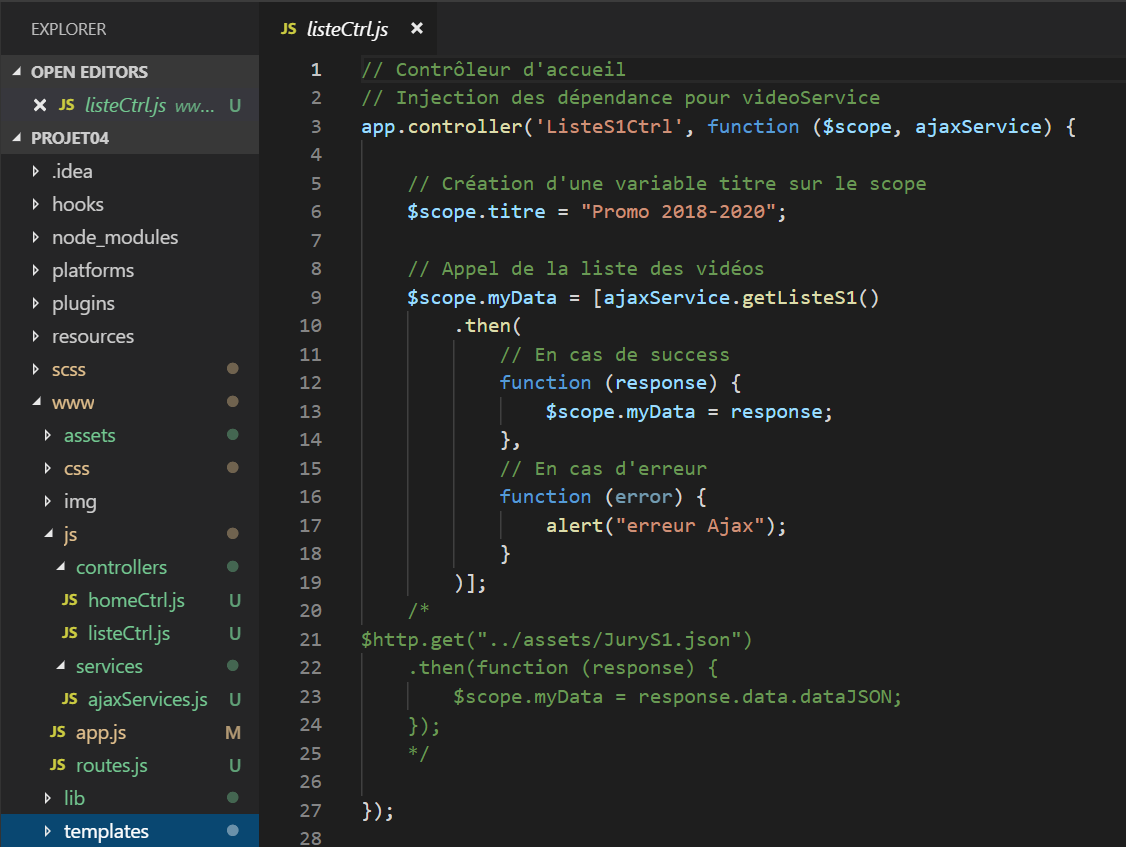 EXPLORER
OPEN EDITORS
JS listeCtrl.js www... U
PROJET04
.idea
hooks
node_modules
platforms
plugins
resources
scss
www
assets
css
img
js
controllers
JS homeCtrl.js U
JS listeCtrl.js U
services
JS ajaxServices.js U
JS app.js M
JS routes.js U
lib
templates
JS listeCtrl.js
1 // Contrôleur d'accueil
2 // Injection des dépendance pour videoService
3 app.controller('ListeS1Ctrl', function ($scope, ajaxService) {
4
5 // Création d'une variable titre sur le scope
6 $scope.titre = "Promo 2018-2020";
7
8 // Appel de la liste des vidéos
9 $scope.myData = [ajaxService.getListeS1()
10 .then(
11 // En cas de success
12 function (response) {
13 $scope.myData = response;
14 },
15 // En cas d'erreur
16 function (error) {
17 alert("erreur Ajax");
18 }
19 )];
20 /*
21 $http.get("../assets/JuryS1.json")
22 .then(function (response) {
23 $scope.myData = response.data.dataJSON;
24 });
25 */
26
27 });
28